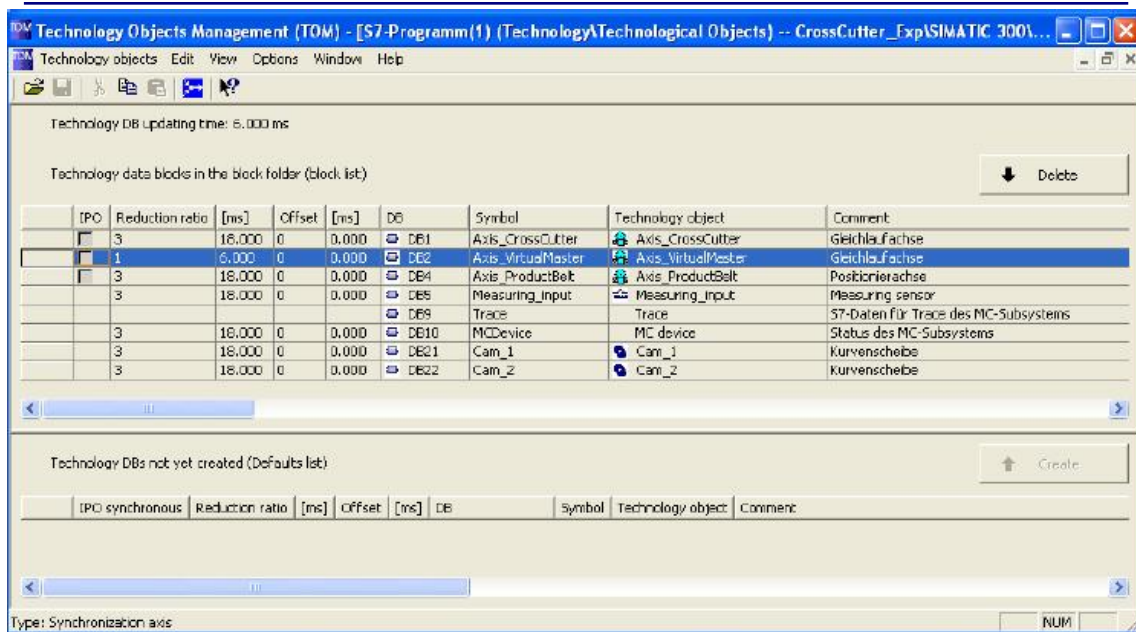 Technology Objects Management (TOM) - [S7-Programm(1) (Technology\Technological Objects) -- CrossCutter_Exp\SIMATIC 300\...
Technology objects Edit View Options Window Help
Technology DB updating time: 6.000 ms
Technology data blocks in the block folder (block list)
Delete
IPO Reduction ratio [ms] Offset [ms] DB Symbol Technology object Comment
3 18.000 0 0.000 DB1 Axis_CrossCutter Axis_CrossCutter Gleichlaufachse
1 6.000 0 0.000 DB2 Axis_VirtualMaster Axis_VirtualMaster Gleichlaufachse
3 18.000 0 0.000 DB4 Axis_ProductBelt Axis_ProductBelt Positionierachse
3 18.000 0 0.000 DB5 Measuring_input Measuring_input Measuring sensor
DB9 Trace Trace S7-Daten für Trace des MC-Subsystems
3 18.000 0 0.000 DB10 MCDevice MC device Status des MC-Subsystems
3 18.000 0 0.000 DB21 Cam_1 Cam_1 Kurvenscheibe
3 18.000 0 0.000 DB22 Cam_2 Cam_2 Kurvenscheibe
Technology DBs not yet created (Defaults list)
Create
IPO synchronous Reduction ratio [ms] Offset [ms] DB Symbol Technology object Comment
Type: Synchronization axis
NUM